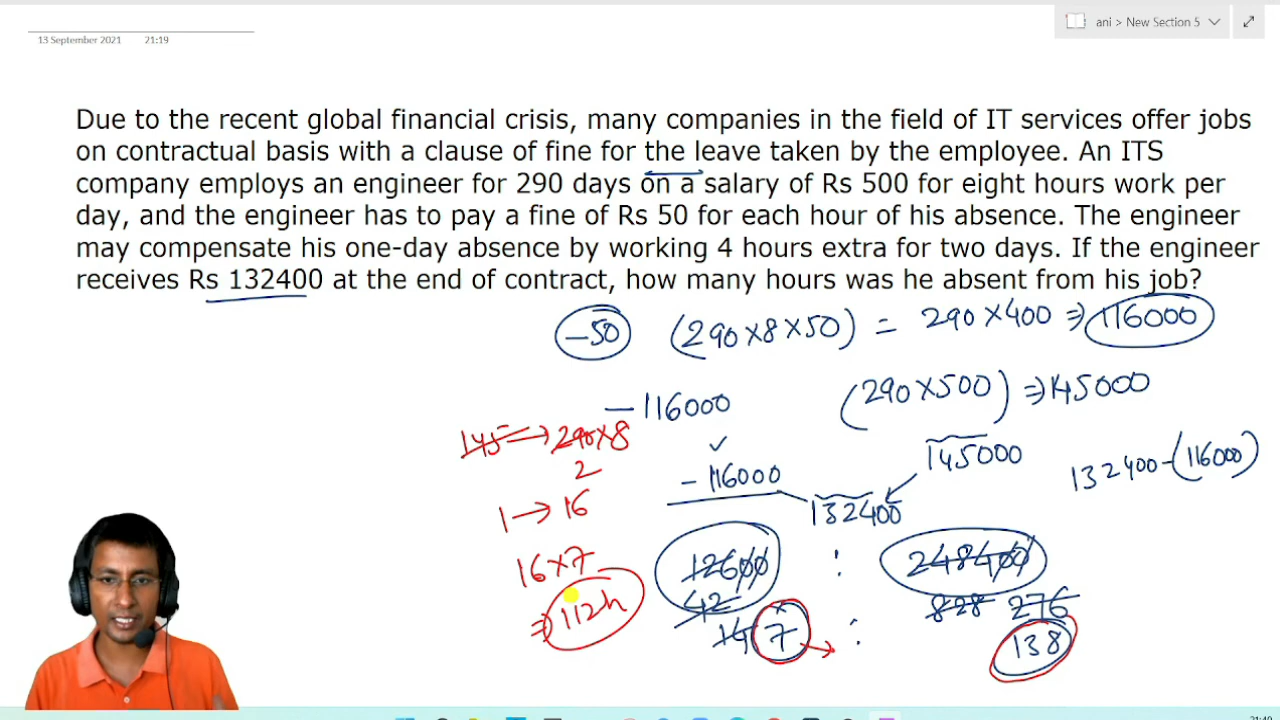 ani > New Section 5
13 September 2021 21:19
Due to the recent global financial crisis, many companies in the field of IT services offer jobs
on contractual basis with a clause of fine for the leave taken by the employee. An ITS
company employs an engineer for 290 days on a salary of Rs 500 for eight hours work per
day, and the engineer has to pay a fine of Rs 50 for each hour of his absence. The engineer
may compensate his one-day absence by working 4 hours extra for two days. If the engineer
receives Rs 132400 at the end of contract, how many hours was he absent from his job?
-50 (290×8×50) = 290×400 ⇒ 116000
-116000 (290×500) ⇒ 145000
145 → 290×8
2
-116000 145000 132400-(116000)
1 → 16 132400
16×7 12600 : 248400
⇒ 112h 42 828 276
14 7 : 138